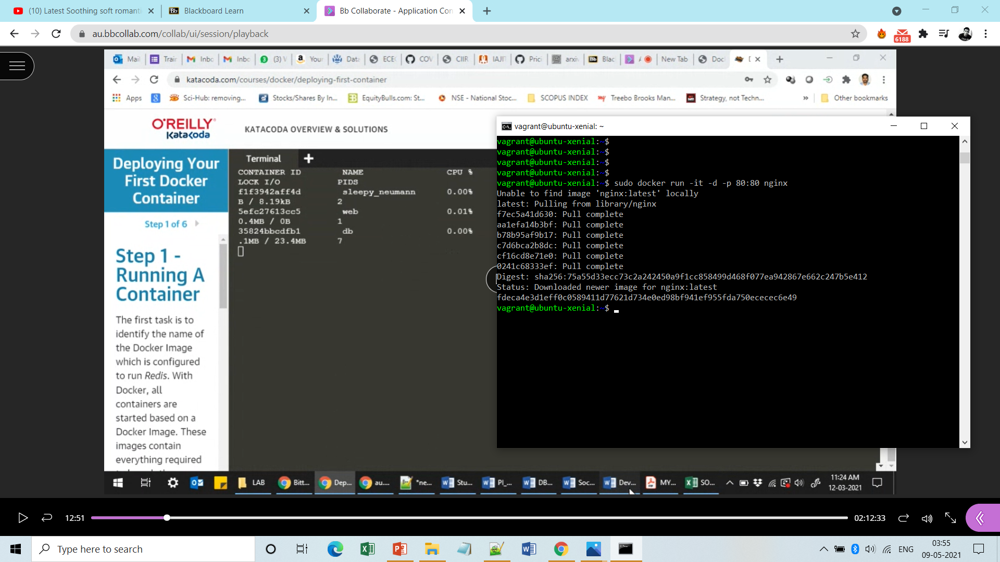 (10) Latest Soothing soft romanti
Blackboard Learn
Bb Collaborate - Application Con
au.bbcollab.com/collab/ui/session/playback
6188
Mail
Trair
Inbo
Inbo
(3) V
Your
Data
ECE
COV
CIIR
IAJI
Pric
arxiv
Blac
New Tab
Doc
katacoda.com/courses/docker/deploying-first-container
Apps
Sci-Hub: removing...
Stocks/Shares By In...
EquityBulls.com: St...
NSE - National Stoc...
SCOPUS INDEX
Treebo Brooks Man...
Strategy, not Techn...
»
Other bookmarks
O'REILLY
Katacoda
KATACODA OVERVIEW & SOLUTIONS
Deploying Your
First Docker
Container
Step 1 of 6
Step 1 -
Running A
Container
The first task is to
identify the name of
the Docker Image
which is configured
to run Redis. With
Docker, all
containers are
started based on a
Docker Image. These
images contain
everything required
Terminal
CONTAINER ID NAME CPU %
LOCK I/O PIDS
f1f3942aff4d sleepy_neumann 0.00%
B / 8.19kB 2
5efc27613cc5 web 0.01%
0.4MB / 0B 1
35824bbcdfb1 db 0.00%
.1MB / 23.4MB 7
vagrant@ubuntu-xenial: ~
vagrant@ubuntu-xenial:~$
vagrant@ubuntu-xenial:~$
vagrant@ubuntu-xenial:~$
vagrant@ubuntu-xenial:~$
vagrant@ubuntu-xenial:~$ sudo docker run -it -d -p 80:80 nginx
Unable to find image 'nginx:latest' locally
latest: Pulling from library/nginx
f7ec5a41d630: Pull complete
aa1efa14b3bf: Pull complete
b78b95af9b17: Pull complete
c7d6bca2b8dc: Pull complete
cf16cd8e71e0: Pull complete
0241c68333ef: Pull complete
Digest: sha256:75a55d33ecc73c2a242450a9f1cc858499d468f077ea942867e662c247b5e412
Status: Downloaded newer image for nginx:latest
fdeca4e3d1eff0c0589411d77621d734e0ed98bf941ef955fda750ececec6e49
vagrant@ubuntu-xenial:~$
LAB
Bitt...
Dep...
au....
*ne...
Stu...
PI_...
DB...
Soc...
Dev...
MY...
SO...
11:24 AM
12-03-2021
12:51
02:12:33
Type here to search
ENG
03:55
09-05-2021